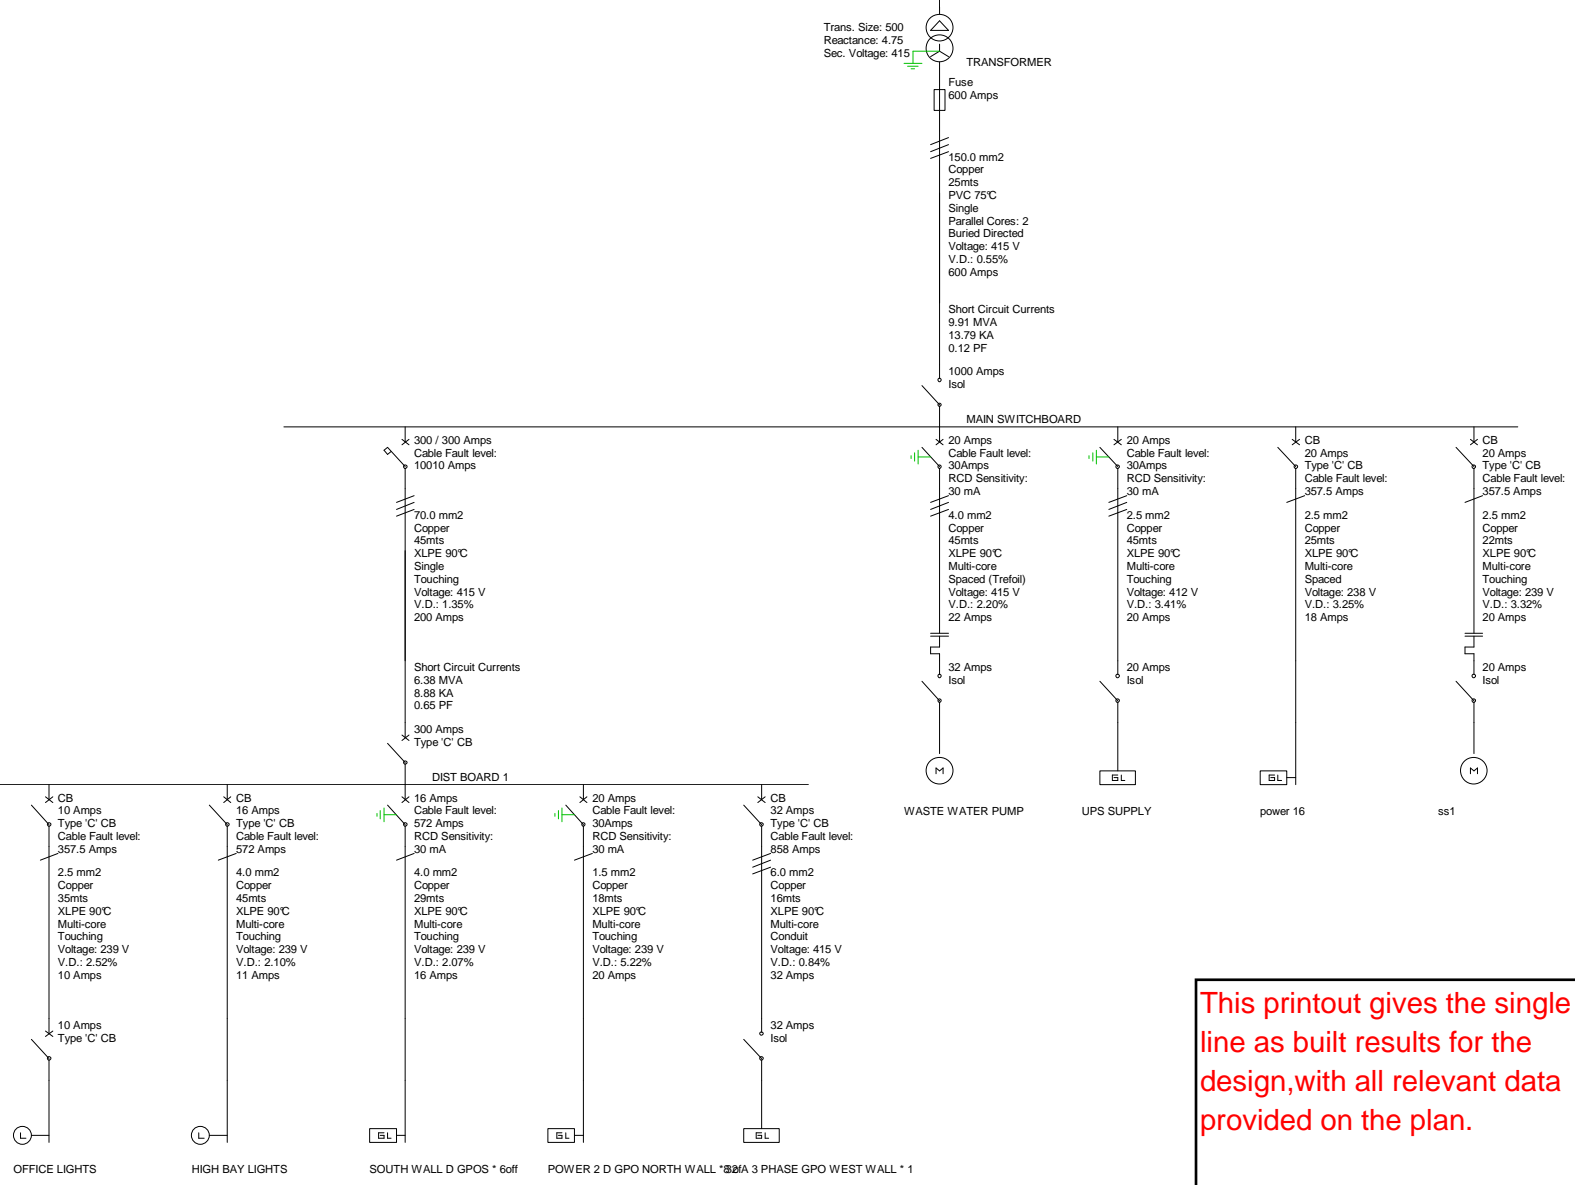 Trans. Size: 500
Reactance: 4.75
Sec. Voltage: 415
TRANSFORMER
Fuse
600 Amps
150.0 mm2
Copper
25mts
PVC 75°C
Single
Parallel Cores: 2
Buried Directed
Voltage: 415 V
V.D.: 0.55%
600 Amps
Short Circuit Currents
9.91 MVA
13.79 KA
0.12 PF
1000 Amps
Isol
MAIN SWITCHBOARD
300 / 300 Amps
Cable Fault level:
10010 Amps
70.0 mm2
Copper
45mts
XLPE 90°C
Single
Touching
Voltage: 415 V
V.D.: 1.35%
200 Amps
Short Circuit Currents
6.38 MVA
8.88 KA
0.65 PF
300 Amps
Type 'C' CB
20 Amps
Cable Fault level:
30Amps
RCD Sensitivity:
30 mA
4.0 mm2
Copper
45mts
XLPE 90°C
Multi-core
Spaced (Trefoil)
Voltage: 415 V
V.D.: 2.20%
22 Amps
32 Amps
Isol
M
WASTE WATER PUMP
20 Amps
Cable Fault level:
30Amps
RCD Sensitivity:
30 mA
2.5 mm2
Copper
45mts
XLPE 90°C
Multi-core
Touching
Voltage: 412 V
V.D.: 3.41%
20 Amps
20 Amps
Isol
GL
UPS SUPPLY
CB
20 Amps
Type 'C' CB
Cable Fault level:
357.5 Amps
2.5 mm2
Copper
25mts
XLPE 90°C
Multi-core
Spaced
Voltage: 238 V
V.D.: 3.25%
18 Amps
GL
power 16
CB
20 Amps
Type 'C' CB
Cable Fault level:
357.5 Amps
2.5 mm2
Copper
22mts
XLPE 90°C
Multi-core
Touching
Voltage: 239 V
V.D.: 3.32%
20 Amps
20 Amps
Isol
M
ss1
DIST BOARD 1
CB
10 Amps
Type 'C' CB
Cable Fault level:
357.5 Amps
2.5 mm2
Copper
35mts
XLPE 90°C
Multi-core
Touching
Voltage: 239 V
V.D.: 2.52%
10 Amps
10 Amps
Type 'C' CB
L
OFFICE LIGHTS
CB
16 Amps
Type 'C' CB
Cable Fault level:
572 Amps
4.0 mm2
Copper
45mts
XLPE 90°C
Multi-core
Touching
Voltage: 239 V
V.D.: 2.10%
11 Amps
L
HIGH BAY LIGHTS
16 Amps
Cable Fault level:
572 Amps
RCD Sensitivity:
30 mA
4.0 mm2
Copper
29mts
XLPE 90°C
Multi-core
Touching
Voltage: 239 V
V.D.: 2.07%
16 Amps
GL
SOUTH WALL D GPOS * 6off
20 Amps
Cable Fault level:
30Amps
RCD Sensitivity:
30 mA
1.5 mm2
Copper
18mts
XLPE 90°C
Multi-core
Touching
Voltage: 239 V
V.D.: 5.22%
20 Amps
GL
POWER 2 D GPO NORTH WALL
CB
32 Amps
Type 'C' CB
Cable Fault level:
858 Amps
6.0 mm2
Copper
16mts
XLPE 90°C
Multi-core
Conduit
Voltage: 415 V
V.D.: 0.84%
32 Amps
32 Amps
Isol
GL
A 3 PHASE GPO WEST WALL * 1
This printout gives the single
line as built results for the
design,with all relevant data
provided on the plan.